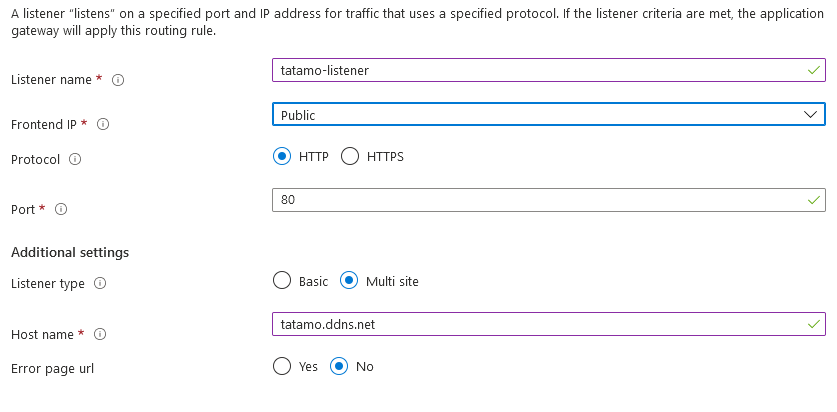 A listener “listens” on a specified port and IP address for traffic that uses a specified protocol. If the listener criteria are met, the application
gateway will apply this routing rule.
Listener name * tatamo-listener
Frontend IP * Public
Protocol HTTP HTTPS
Port * 80
Additional settings
Listener type Basic Multi site
Host name * tatamo.ddns.net
Error page url Yes No